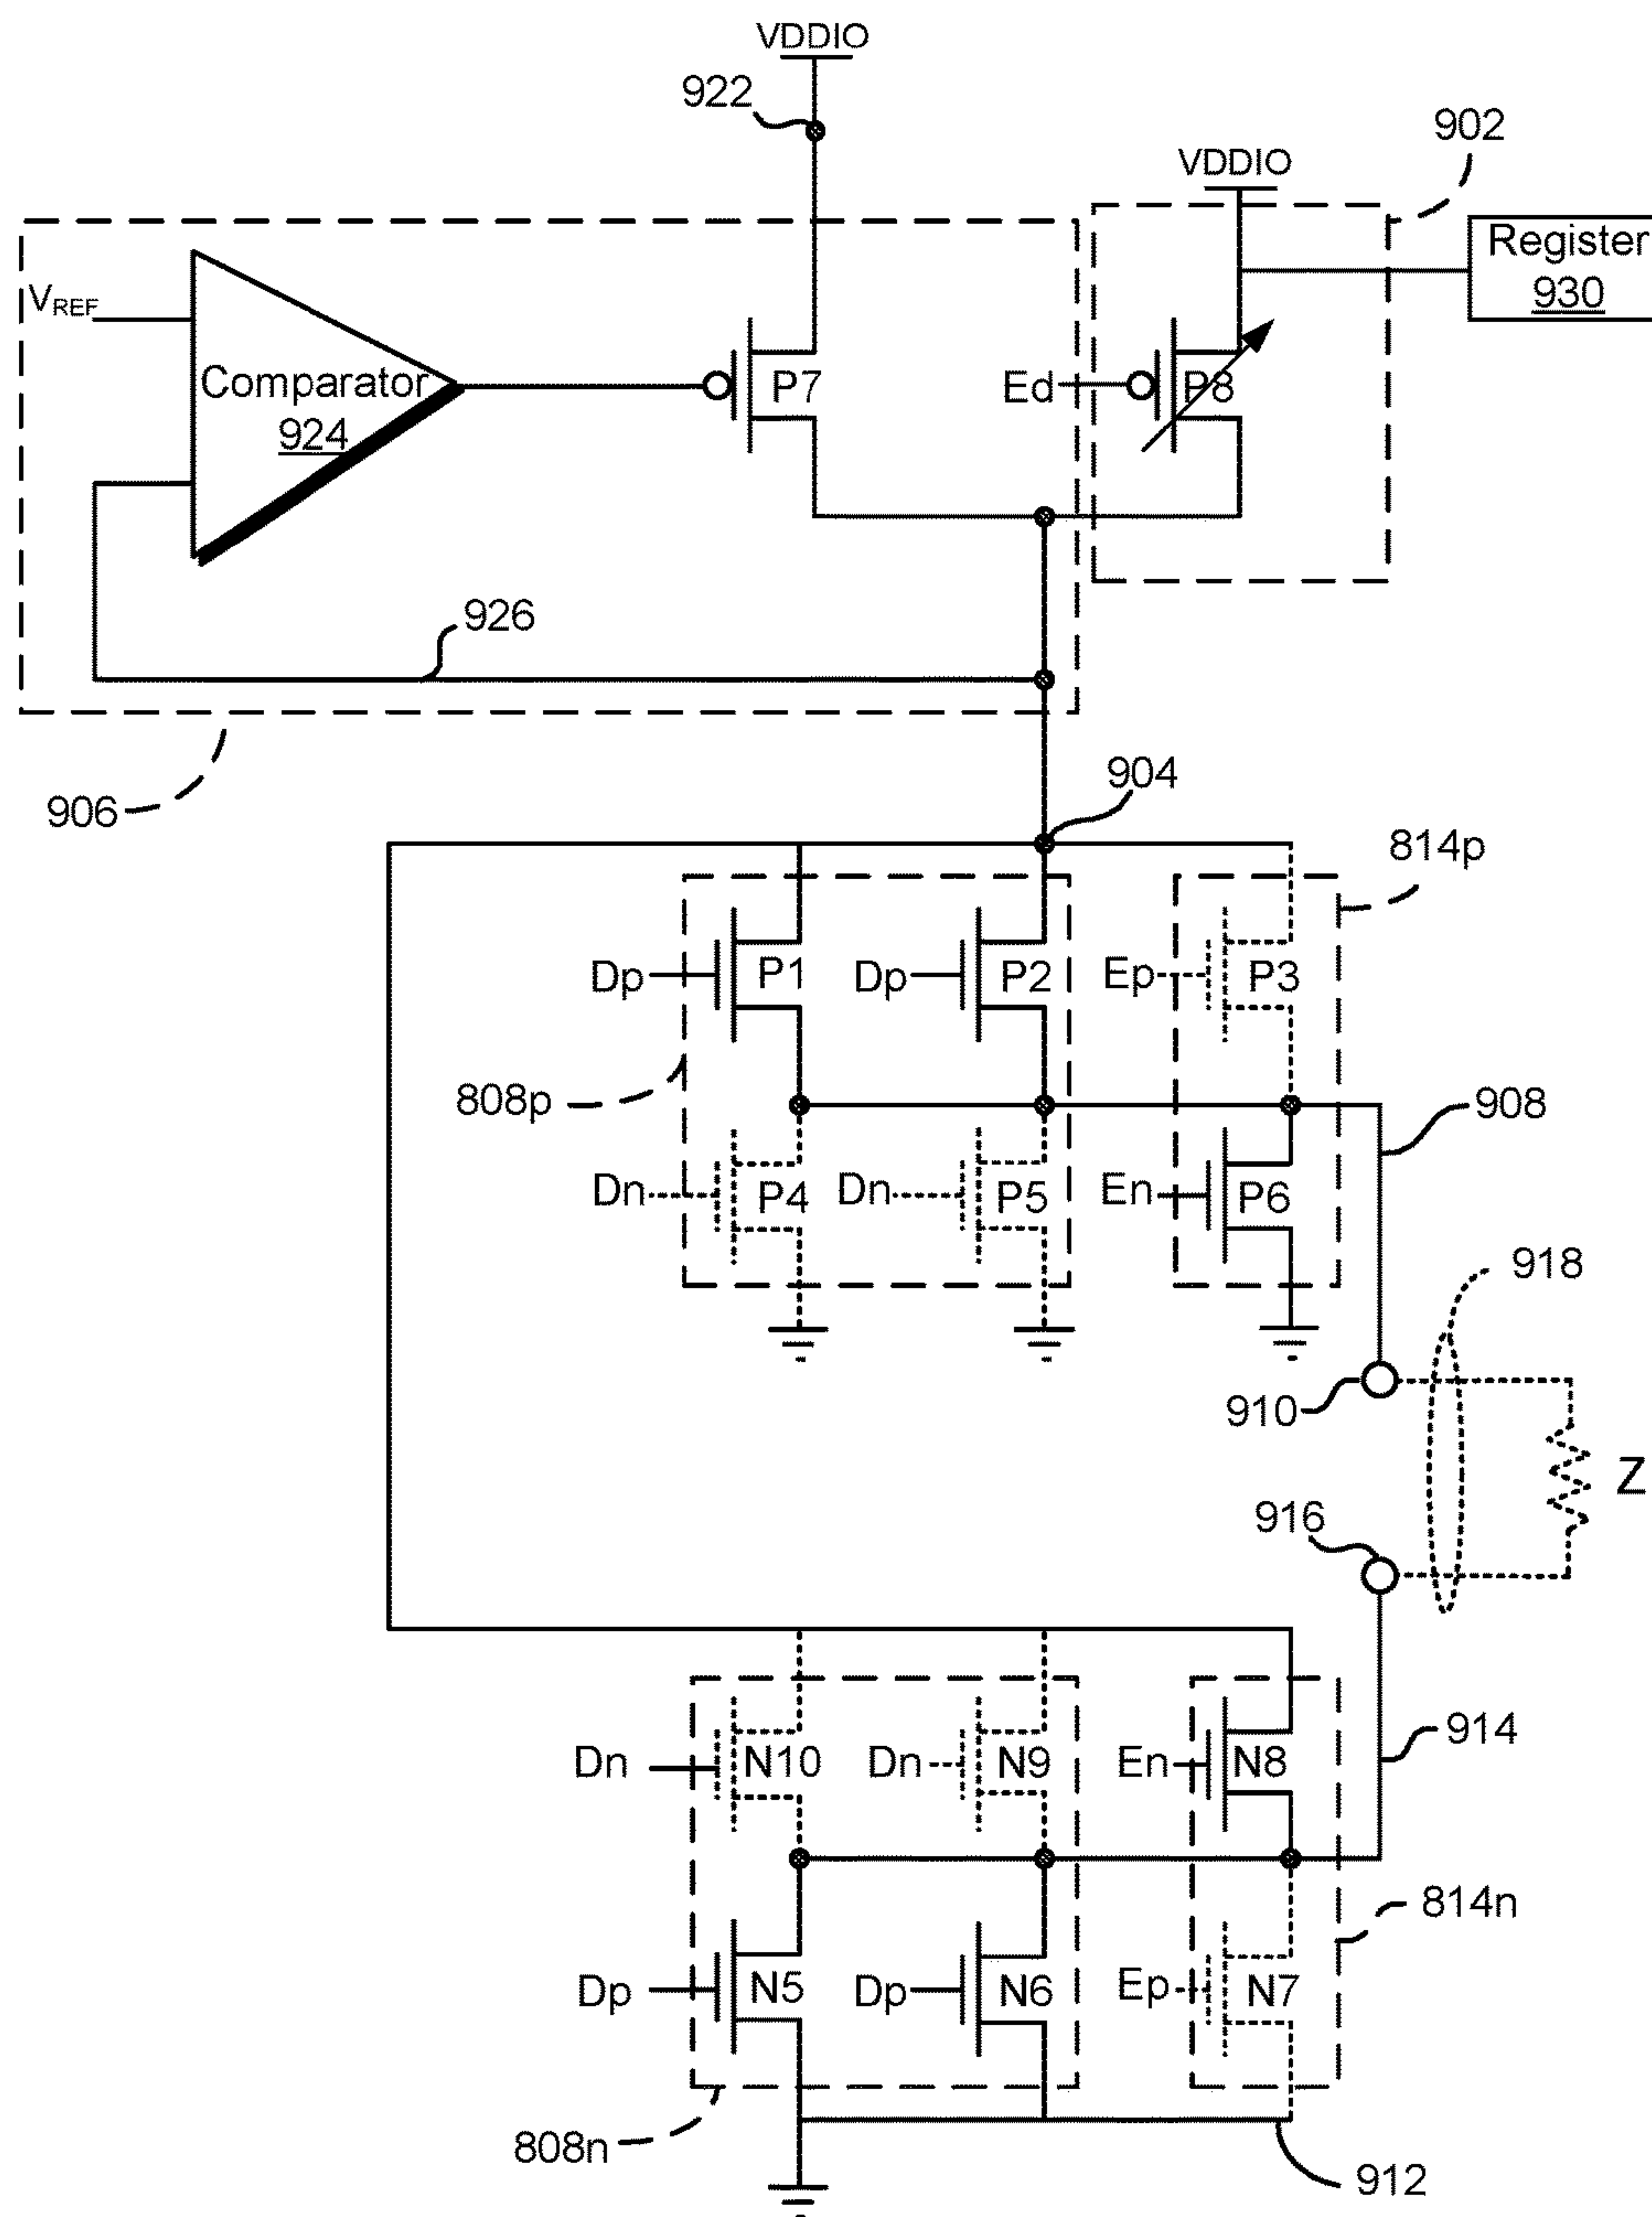 VDDIO
922
902
VDDIO
Register
930
VREF
Comparator
924
P7
Ed
P8
926
906
904
814p
Dp
P1
Dp
P2
Ep
P3
808p
908
Dn
P4
Dn
P5
En
P6
918
910
Z
916
Dn
N10
Dn
N9
En
N8
914
814n
Dp
N5
Dp
N6
Ep
N7
808n
912